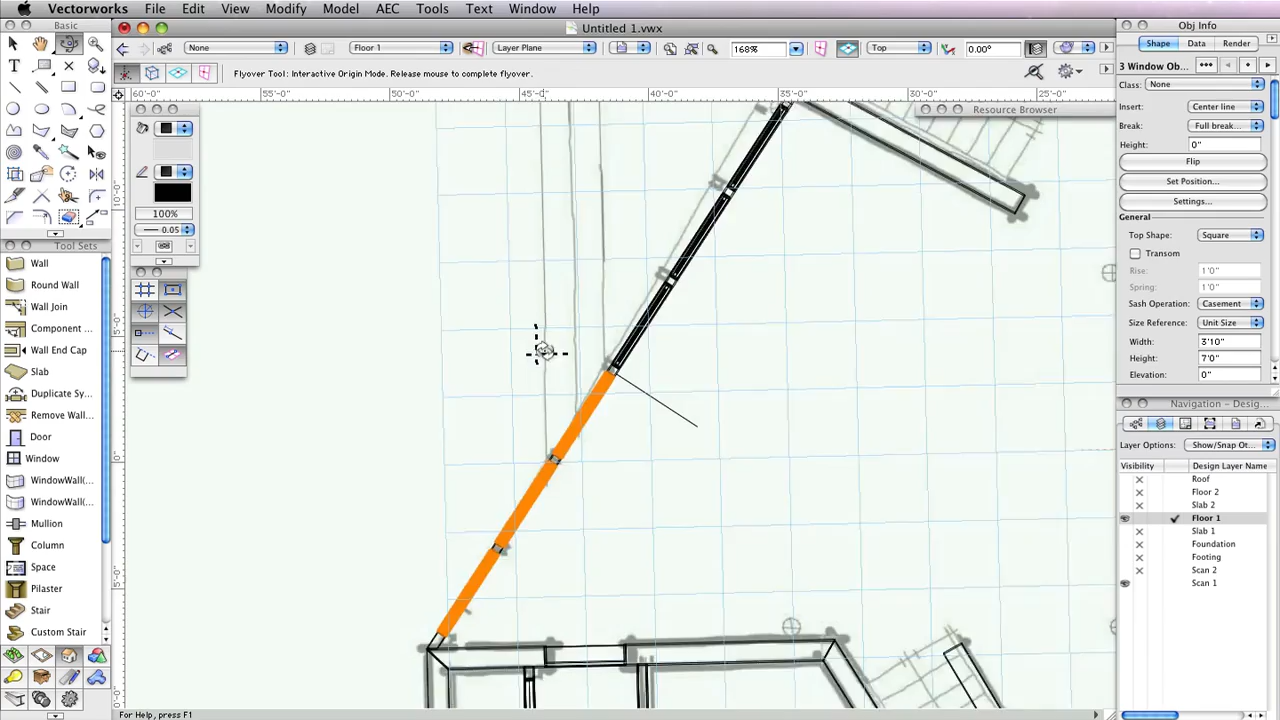 Vectorworks File Edit View Modify Model AEC Tools Text Window Help
Basic
Untitled 1.vwx
Obj Info
None
Floor 1
Layer Plane
168%
Top
0.00°
Shape Data Render
Flyover Tool: Interactive Origin Mode. Release mouse to complete flyover.
3 Window Ob...
Class: None
60'-0" 55'-0" 50'-0" 45'-0 40'-0" 35'-0" 30'-0" 25'-0"
Resource Browser
Insert: Center line
Break: Full break...
Height: 0"
Flip
Set Position...
Settings...
General
Top Shape: Square
Transom
Rise: 1'0"
Spring: 1'0"
Sash Operation: Casement
Size Reference: Unit Size
Width: 3'10"
Height: 7'0"
Elevation: 0"
100%
0.05
Tool Sets
Wall
Round Wall
Wall Join
Component ...
Wall End Cap
Slab
Duplicate Sy...
Remove Wall...
Door
Window
WindowWall(...
WindowWall(...
Mullion
Column
Space
Pilaster
Stair
Custom Stair
Navigation - Desig...
Layer Options: Show/Snap Ot...
Visibility Design Layer Name
Roof
Floor 2
Slab 2
Floor 1
Slab 1
Foundation
Footing
Scan 2
Scan 1
For Help, press F1